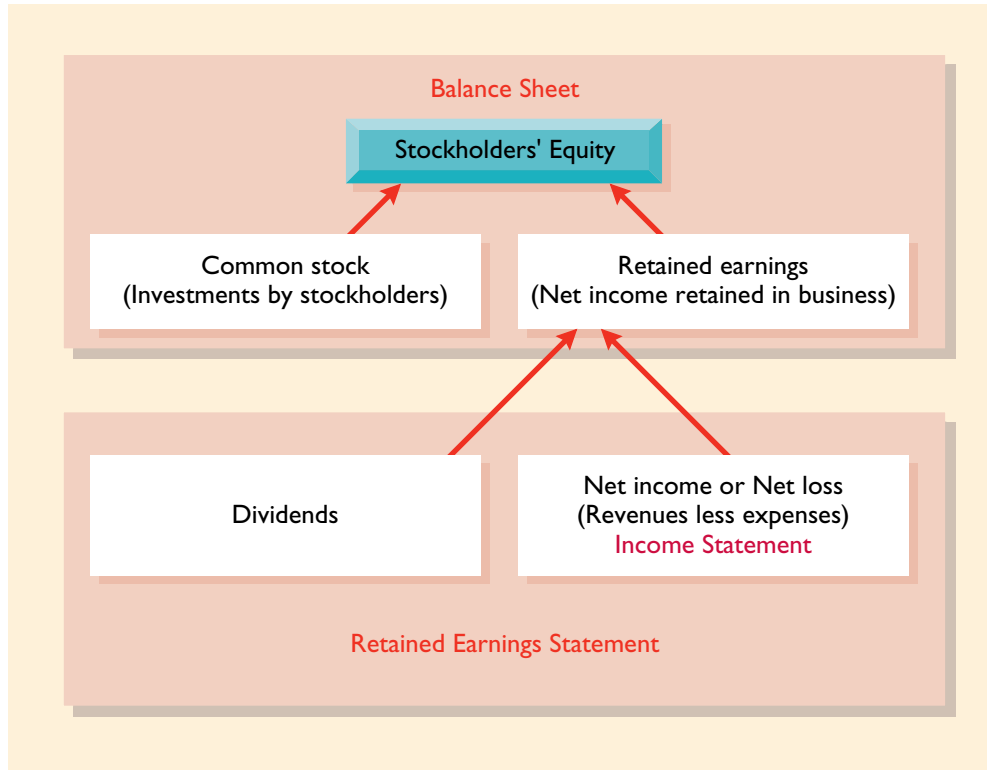 Balance Sheet
Stockholders' Equity
Common stock
(Investments by stockholders)
Retained earnings
(Net income retained in business)
Dividends
Net income or Net loss
(Revenues less expenses)
Income Statement
Retained Earnings Statement